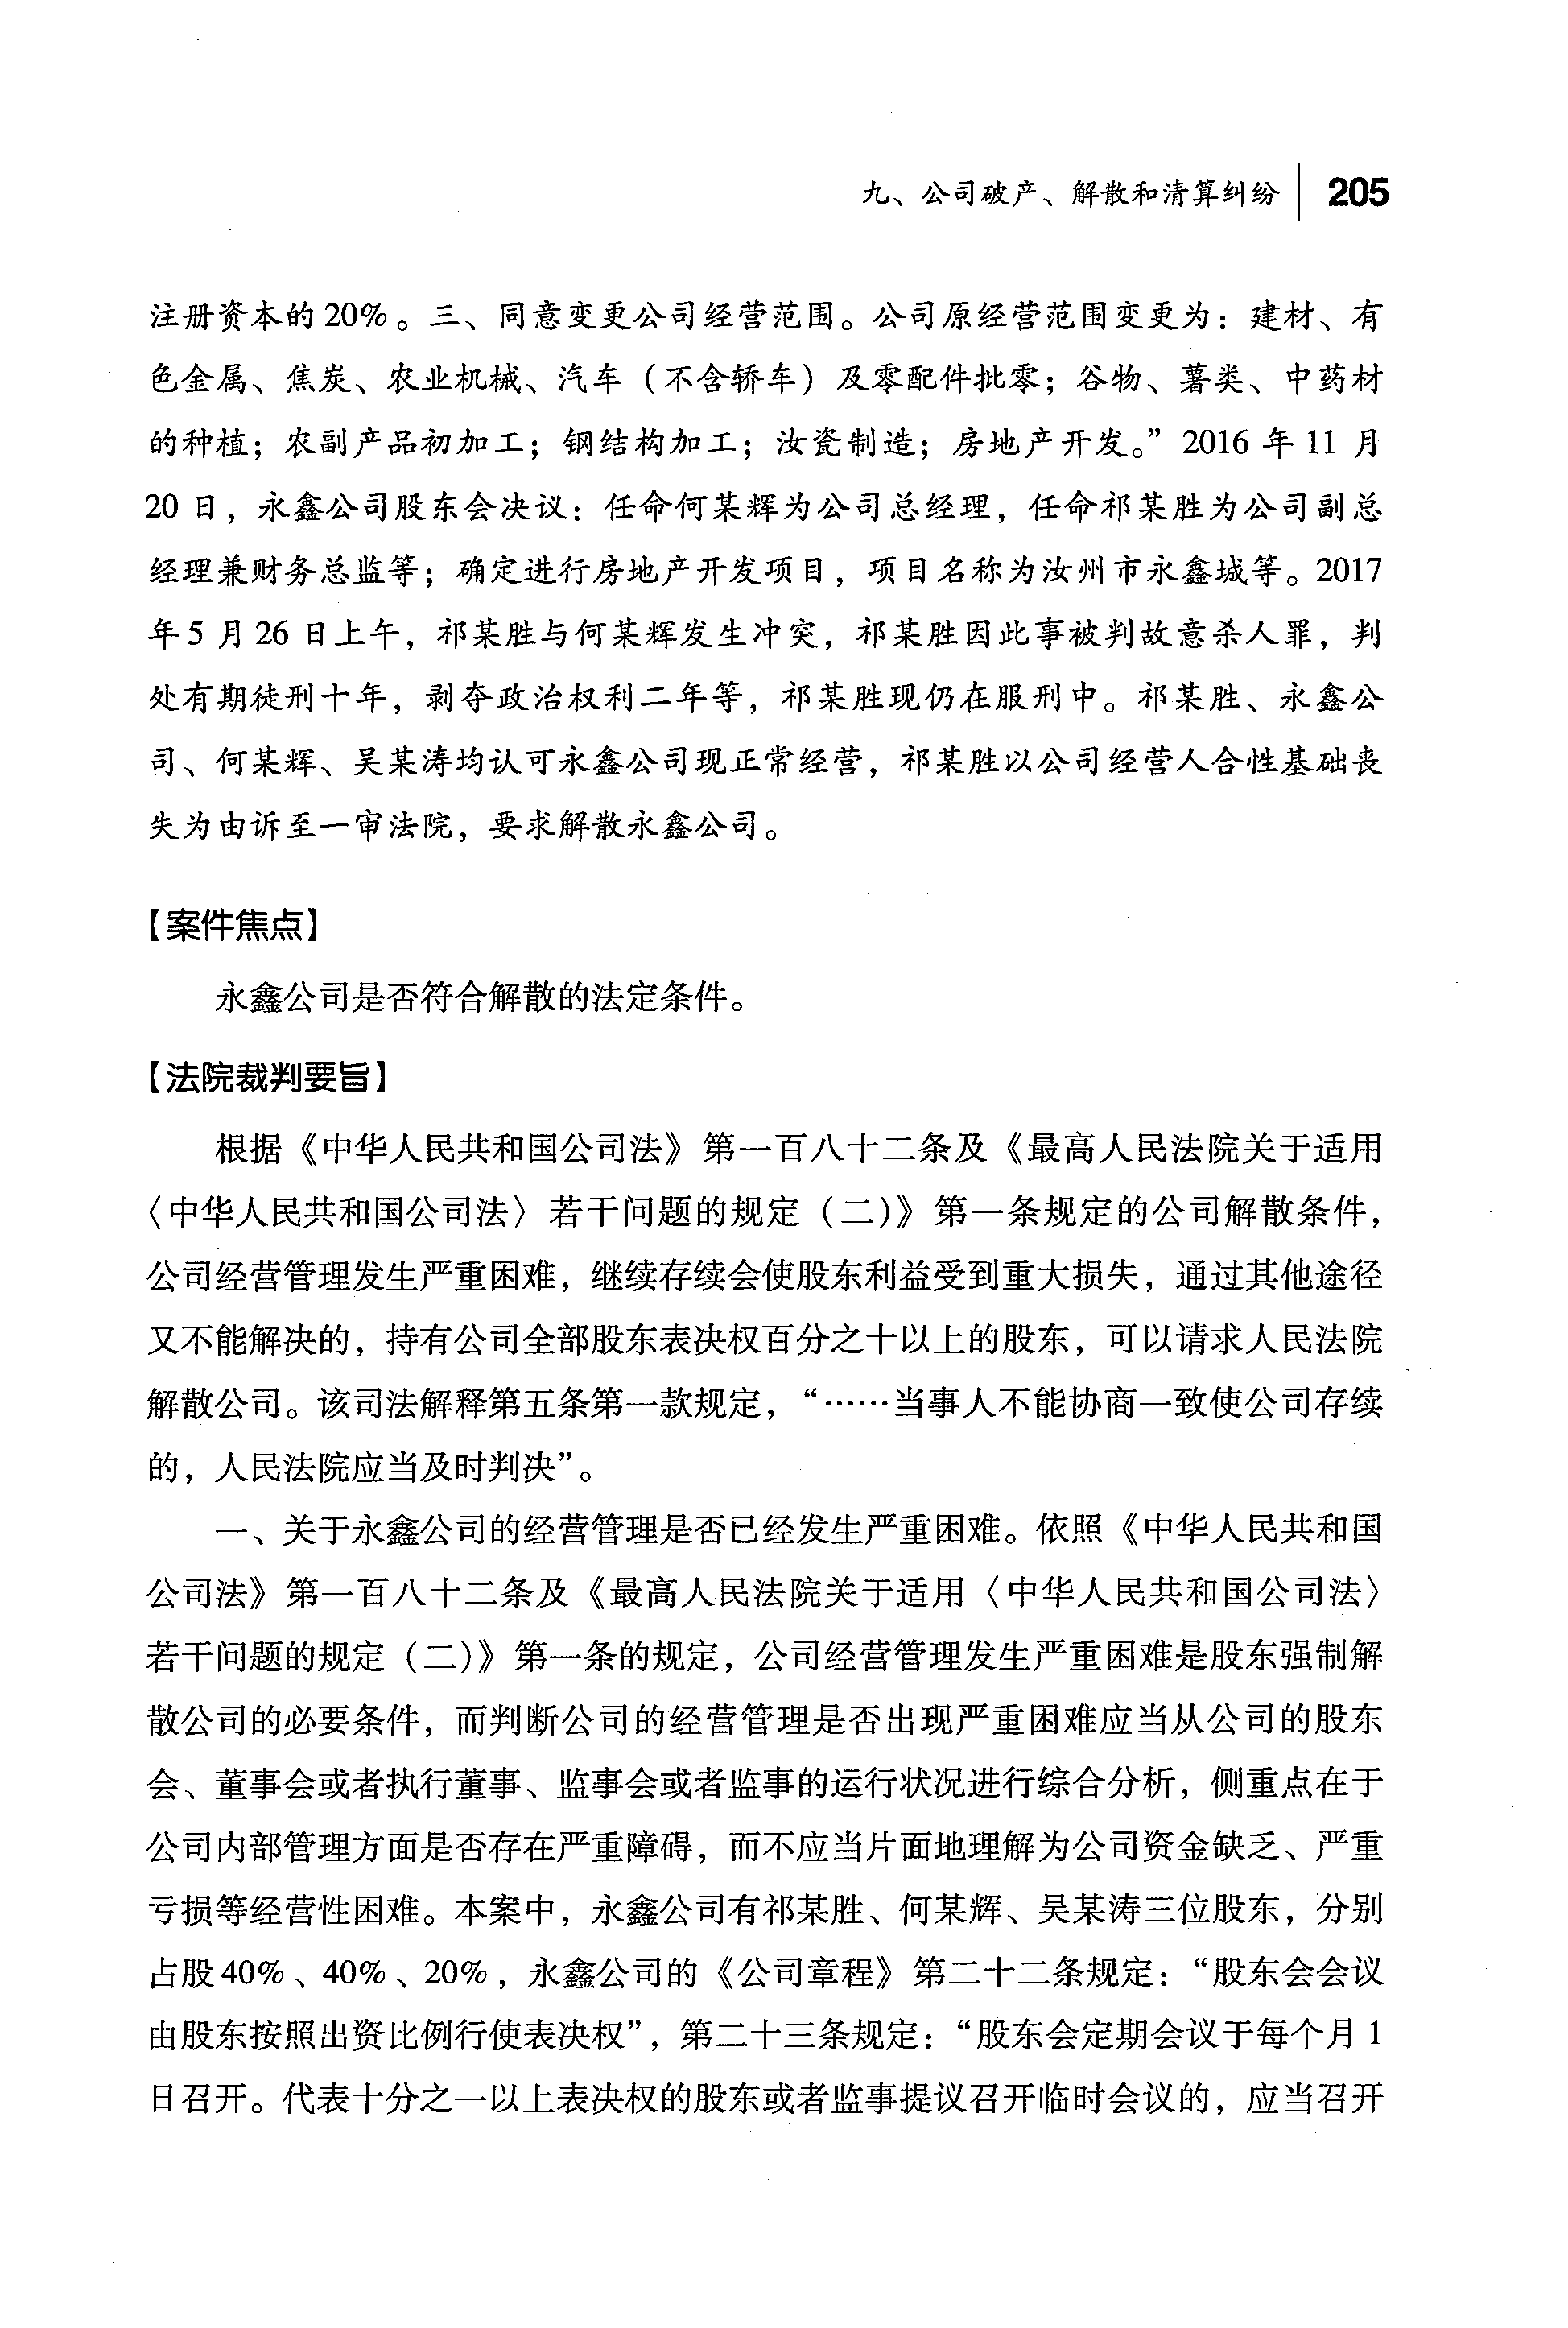 九、公司破产、解散和清算纠纷 205
注册资本的20%。三、同意变更公司经营范围。公司原经营范围变更为：建材、有
色金属、焦炭、农业机械、汽车（不含轿车）及零配件批零；谷物、薯类、中药材
的种植；农副产品初加工；钢结构加工；汝瓷制造；房地产开发。”2016年11月
20日，永鑫公司股东会决议：任命何某辉为公司总经理，任命祁某胜为公司副总
经理兼财务总监等；确定进行房地产开发项目，项目名称为汝州市永鑫城等。2017
年5月26日上午，祁某胜与何某辉发生冲突，祁某胜因此事被判故意杀人罪，判
处有期徒刑十年，剥夺政治权利二年等，祁某胜现仍在服刑中。祁某胜、永鑫公
司、何某辉、吴某涛均认可永鑫公司现正常经营，祁某胜以公司经营人合性基础丧
失为由诉至一审法院，要求解散永鑫公司。
【案件焦点】
永鑫公司是否符合解散的法定条件。
【法院裁判要旨】
根据《中华人民共和国公司法》第一百八十二条及《最高人民法院关于适用
〈中华人民共和国公司法〉若干问题的规定（二）》第一条规定的公司解散条件，
公司经营管理发生严重困难，继续存续会使股东利益受到重大损失，通过其他途径
又不能解决的，持有公司全部股东表决权百分之十以上的股东，可以请求人民法院
解散公司。该司法解释第五条第一款规定，“……当事人不能协商一致使公司存续
的，人民法院应当及时判决”。
一、关于永鑫公司的经营管理是否已经发生严重困难。依照《中华人民共和国
公司法》第一百八十二条及《最高人民法院关于适用〈中华人民共和国公司法〉
若干问题的规定（二）》第一条的规定，公司经营管理发生严重困难是股东强制解
散公司的必要条件，而判断公司的经营管理是否出现严重困难应当从公司的股东
会、董事会或者执行董事、监事会或者监事的运行状况进行综合分析，侧重点在于
公司内部管理方面是否存在严重障碍，而不应当片面地理解为公司资金缺乏、严重
亏损等经营性困难。本案中，永鑫公司有祁某胜、何某辉、吴某涛三位股东，分别
占股40%、40%、20%，永鑫公司的《公司章程》第二十二条规定：“股东会会议
由股东按照出资比例行使表决权”，第二十三条规定：“股东会定期会议于每个月1
日召开。代表十分之一以上表决权的股东或者监事提议召开临时会议的，应当召开